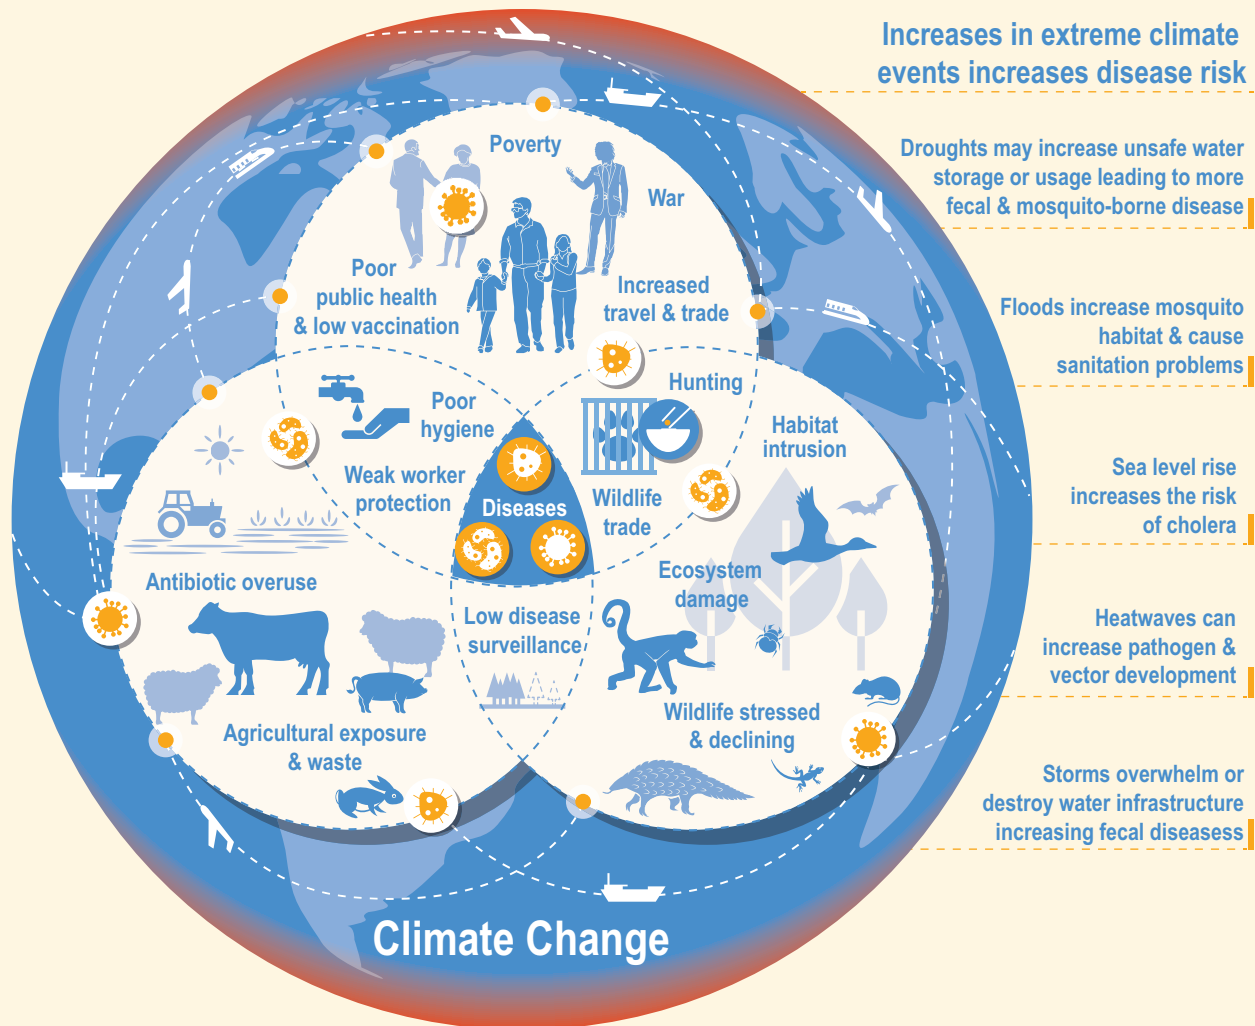 Increases in extreme climate
events increases disease risk
Droughts may increase unsafe water
storage or usage leading to more
fecal & mosquito-borne disease
Floods increase mosquito
habitat & cause
sanitation problems
Sea level rise
increases the risk
of cholera
Heatwaves can
increase pathogen &
vector development
Storms overwhelm or
destroy water infrastructure
increasing fecal diseasess
Poverty
War
Poor
public health
& low vaccination
Increased
travel & trade
Hunting
Poor
hygiene
Habitat
intrusion
Weak worker
protection
Diseases
Wildlife
trade
Antibiotic overuse
Ecosystem
damage
Low disease
surveillance
Agricultural exposure
& waste
Wildlife stressed
& declining
Climate Change